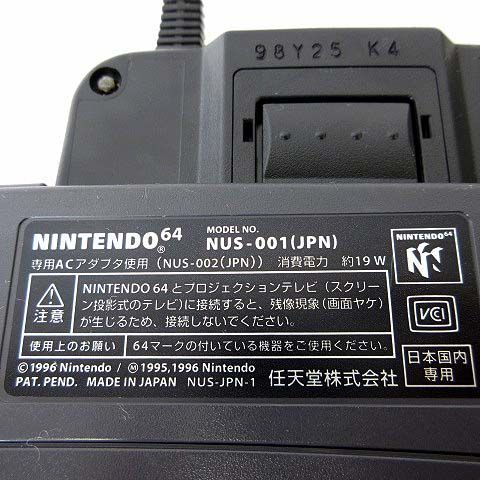 98Y25 K4
NINTENDO®64 MODEL NO. NUS-001(JPN)
専用ACアダプタ使用 (NUS-002(JPN)) 消費電力 約19W
注意
NINTENDO 64 とプロジェクションテレビ (スクリー
ン投影式のテレビ)に接続すると、残像現象 (画面ヤケ)
が生じるため、接続しないでください。
使用上のお願い 64マークの付いている機器をご使用ください。
©1996 Nintendo / Ⓜ1995,1996 Nintendo
PAT. PEND. MADE IN JAPAN NUS-JPN-1 任天堂株式会社
NINTENDO64
VCI
日本国内
専用